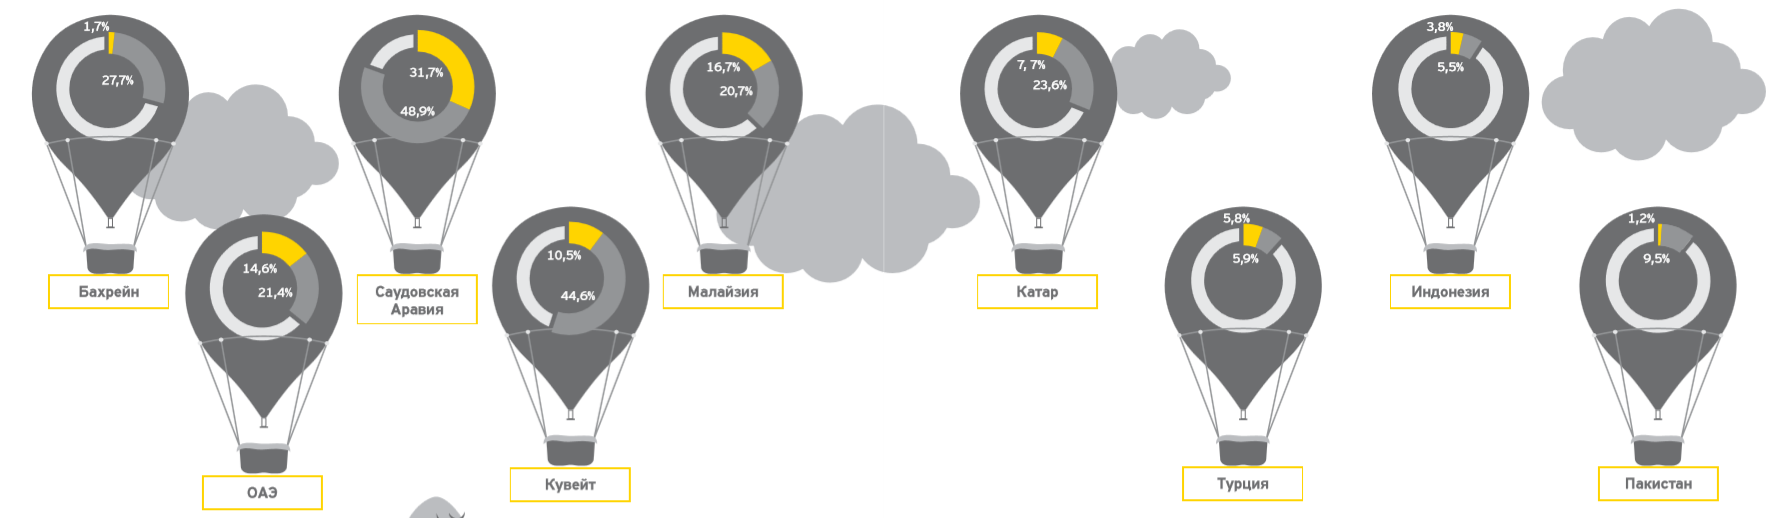 1,7%
27,7%
Бахрейн
14,6%
21,4%
ОАЭ
31,7%
48,9%
Саудовская
Аравия
10,5%
44,6%
Кувейт
16,7%
20,7%
Малайзия
7, 7%
23,6%
Катар
5,8%
5,9%
Турция
3,8%
5,5%
Индонезия
1,2%
9,5%
Пакистан